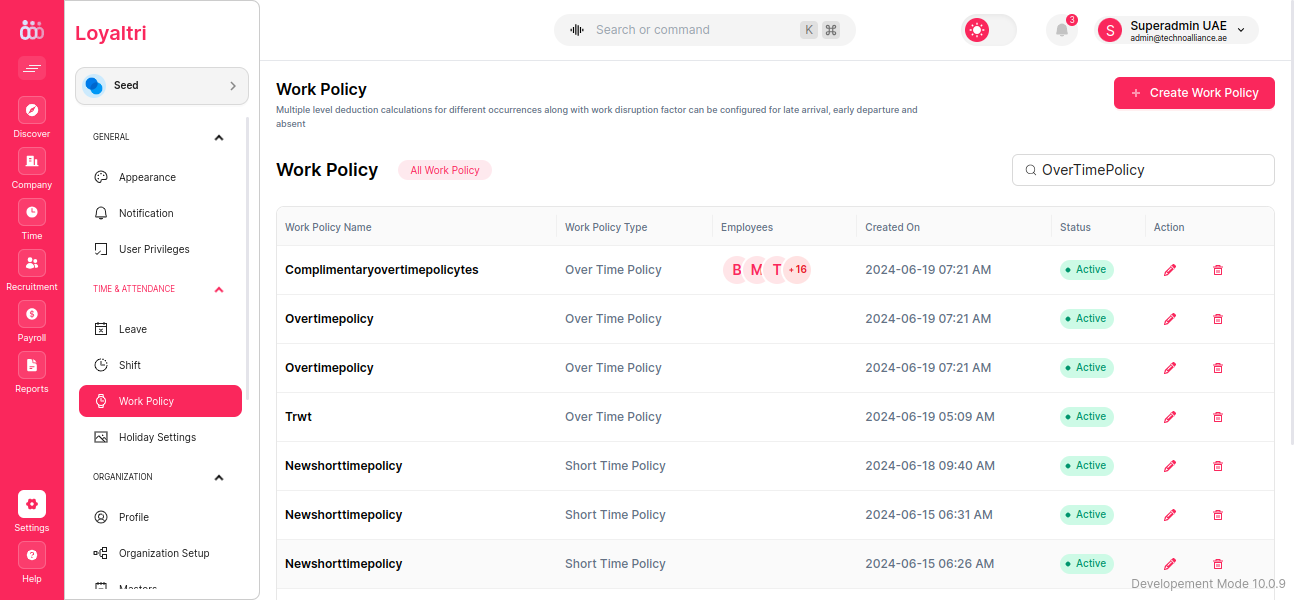 Discover
Company
Time
Recruitment
Payroll
Reports
Settings
Help
Loyaltri
Seed
GENERAL
Appearance
Notification
User Privileges
TIME & ATTENDANCE
Leave
Shift
Work Policy
Holiday Settings
ORGANIZATION
Profile
Organization Setup
Masters
Search or command K ⌘
3
S Superadmin UAE
admin@technoalliance.ae
Work Policy
Multiple level deduction calculations for different occurrences along with work disruption factor can be configured for late arrival, early departure and
absent
+ Create Work Policy
Work Policy All Work Policy
OverTimePolicy
Work Policy Name Work Policy Type Employees Created On Status Action
Complimentaryovertimepolicytes Over Time Policy B M T +16 2024-06-19 07:21 AM Active
Overtimepolicy Over Time Policy 2024-06-19 07:21 AM Active
Overtimepolicy Over Time Policy 2024-06-19 07:21 AM Active
Trwt Over Time Policy 2024-06-19 05:09 AM Active
Newshorttimepolicy Short Time Policy 2024-06-18 09:40 AM Active
Newshorttimepolicy Short Time Policy 2024-06-15 06:31 AM Active
Newshorttimepolicy Short Time Policy 2024-06-15 06:26 AM Active
Developement Mode 10.0.9